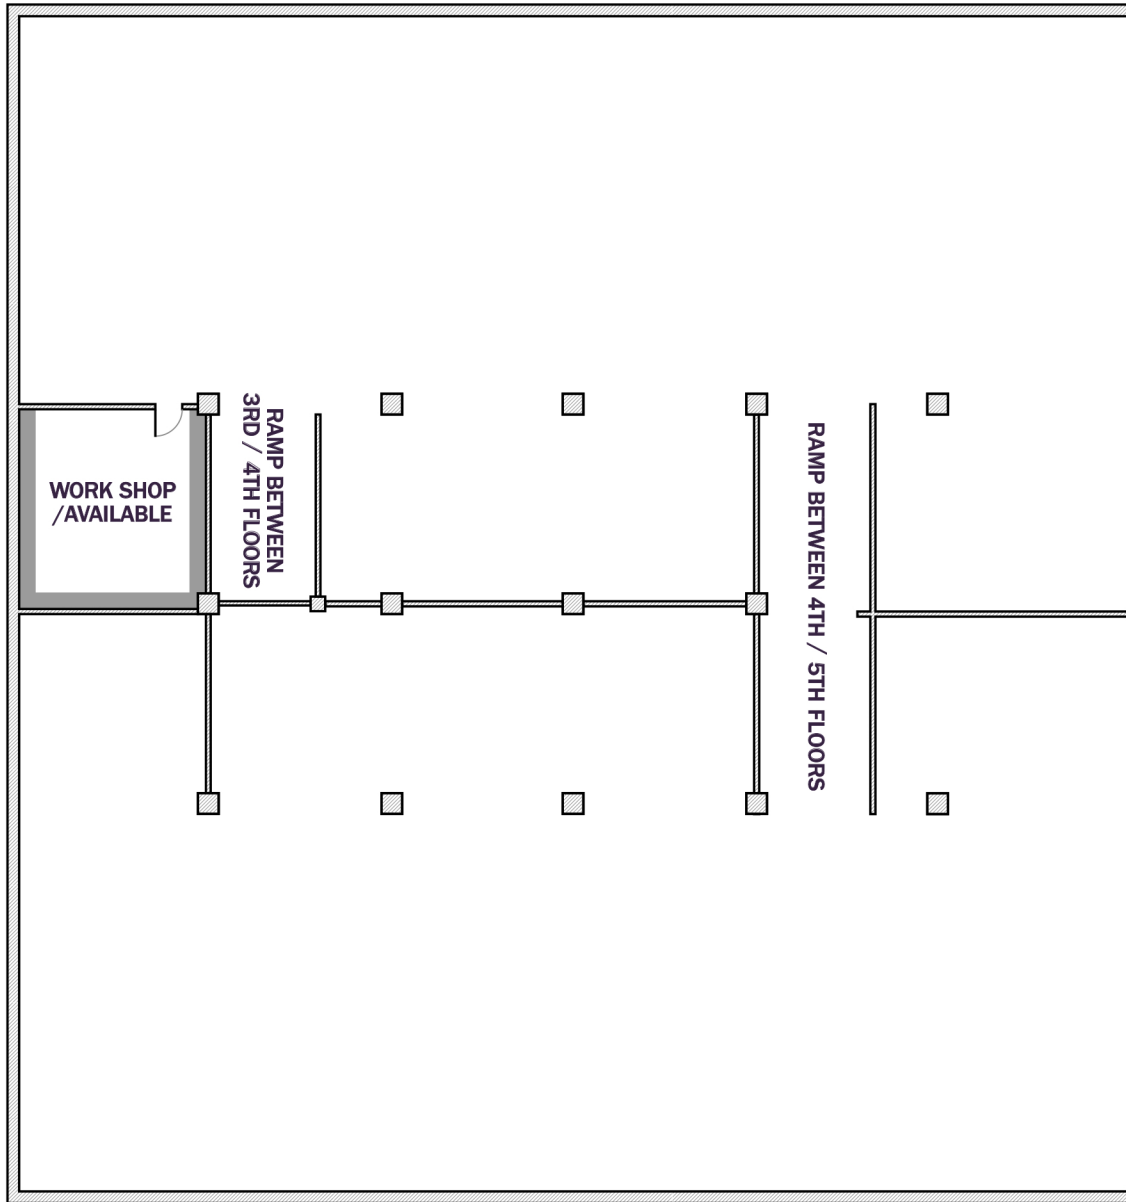 WORK SHOP
/AVAILABLE
RAMP BETWEEN
3RD / 4TH FLOORS
RAMP BETWEEN 4TH / 5TH FLOORS